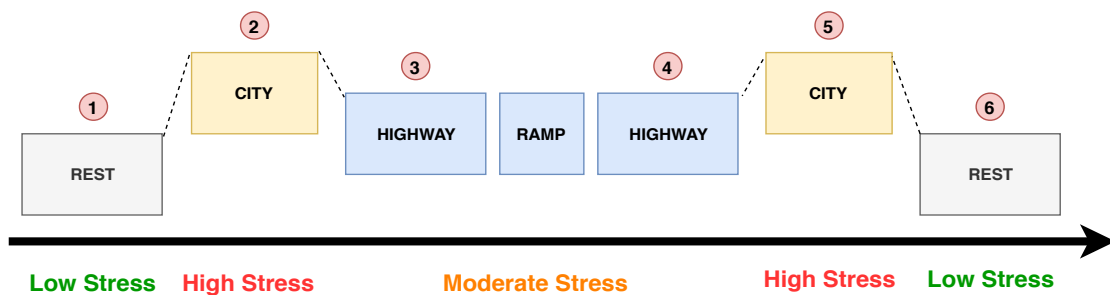 1
REST
2
CITY
3
HIGHWAY
RAMP
4
HIGHWAY
5
CITY
6
REST
Low Stress
High Stress
Moderate Stress
High Stress
Low Stress